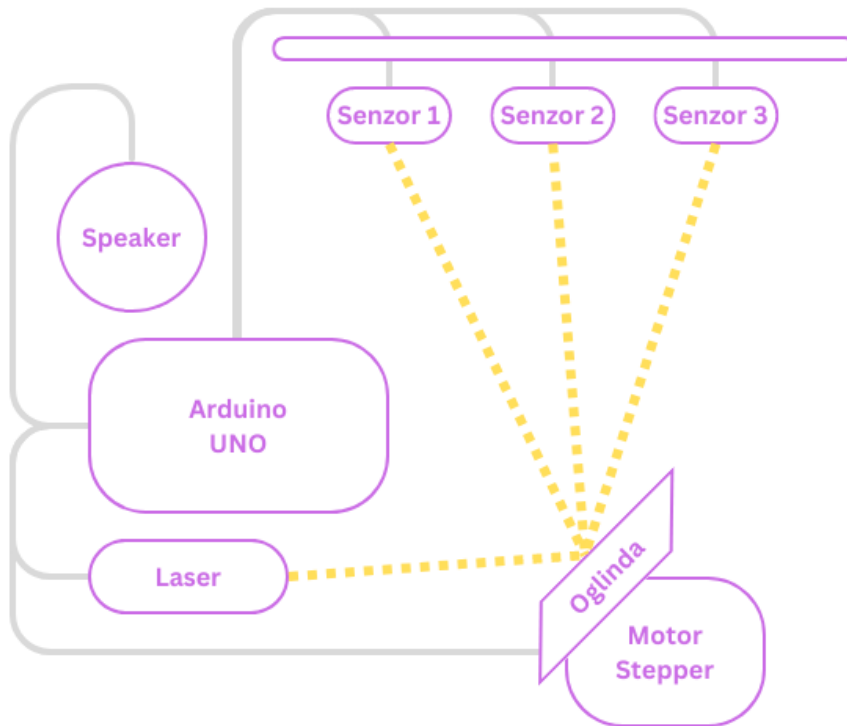 Senzor 1
Senzor 2
Senzor 3
Speaker
Arduino
UNO
Laser
Oglinda
Motor
Stepper